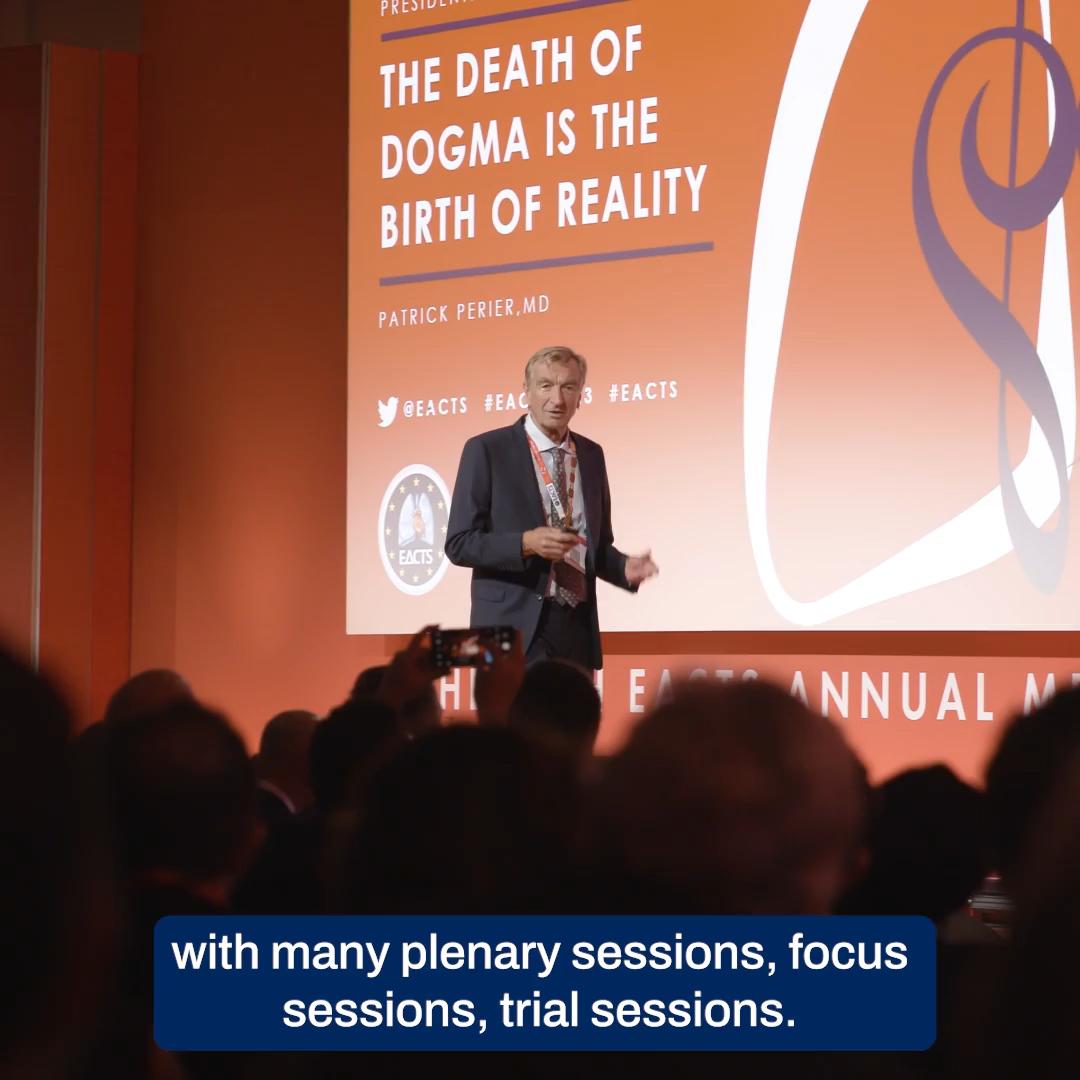 THE DEATH OF
DOGMA IS THE
BIRTH OF REALITY
PATRICK PERIER,MD
@EACTS #EACTS
EACTS
EACTS ANNUAL
with many plenary sessions, focus
sessions, trial sessions.